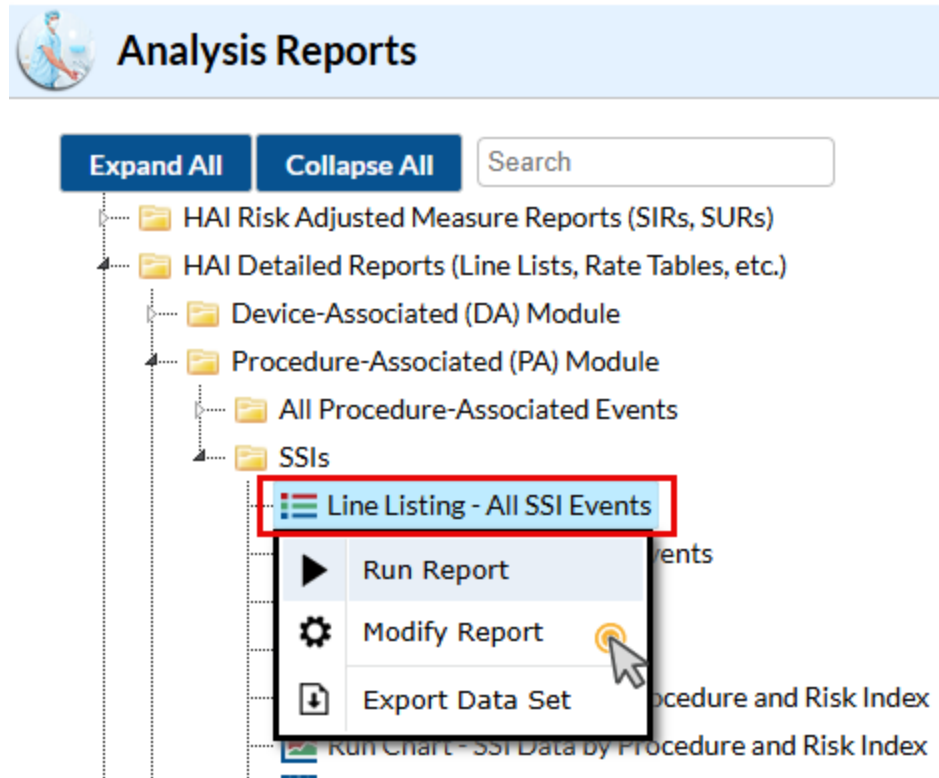 Analysis Reports
Expand All Collapse All Search
HAI Risk Adjusted Measure Reports (SIRs, SURs)
HAI Detailed Reports (Line Lists, Rate Tables, etc.)
Device-Associated (DA) Module
Procedure-Associated (PA) Module
All Procedure-Associated Events
SSIs
Line Listing - All SSI Events
Run Report
Modify Report
Export Data Set
and Risk Index
Run Chart - SSI Data by Procedure and Risk Index